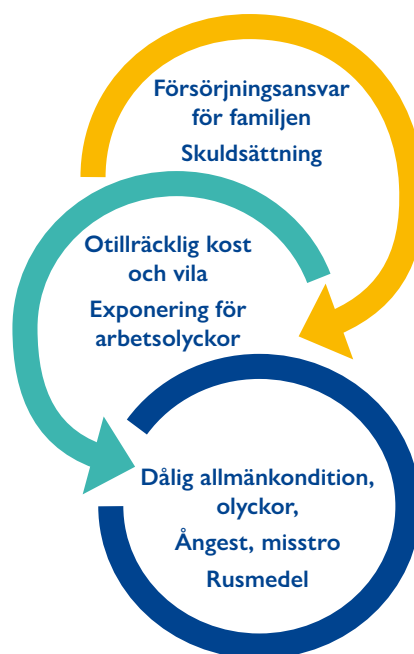 Försörjningsansvar
för familjen
Skuldsättning
Otillräcklig kost
och vila
Exponering för
arbetsolyckor
Dålig allmänkondition,
olyckor,
Ångest, misstro
Rusmedel